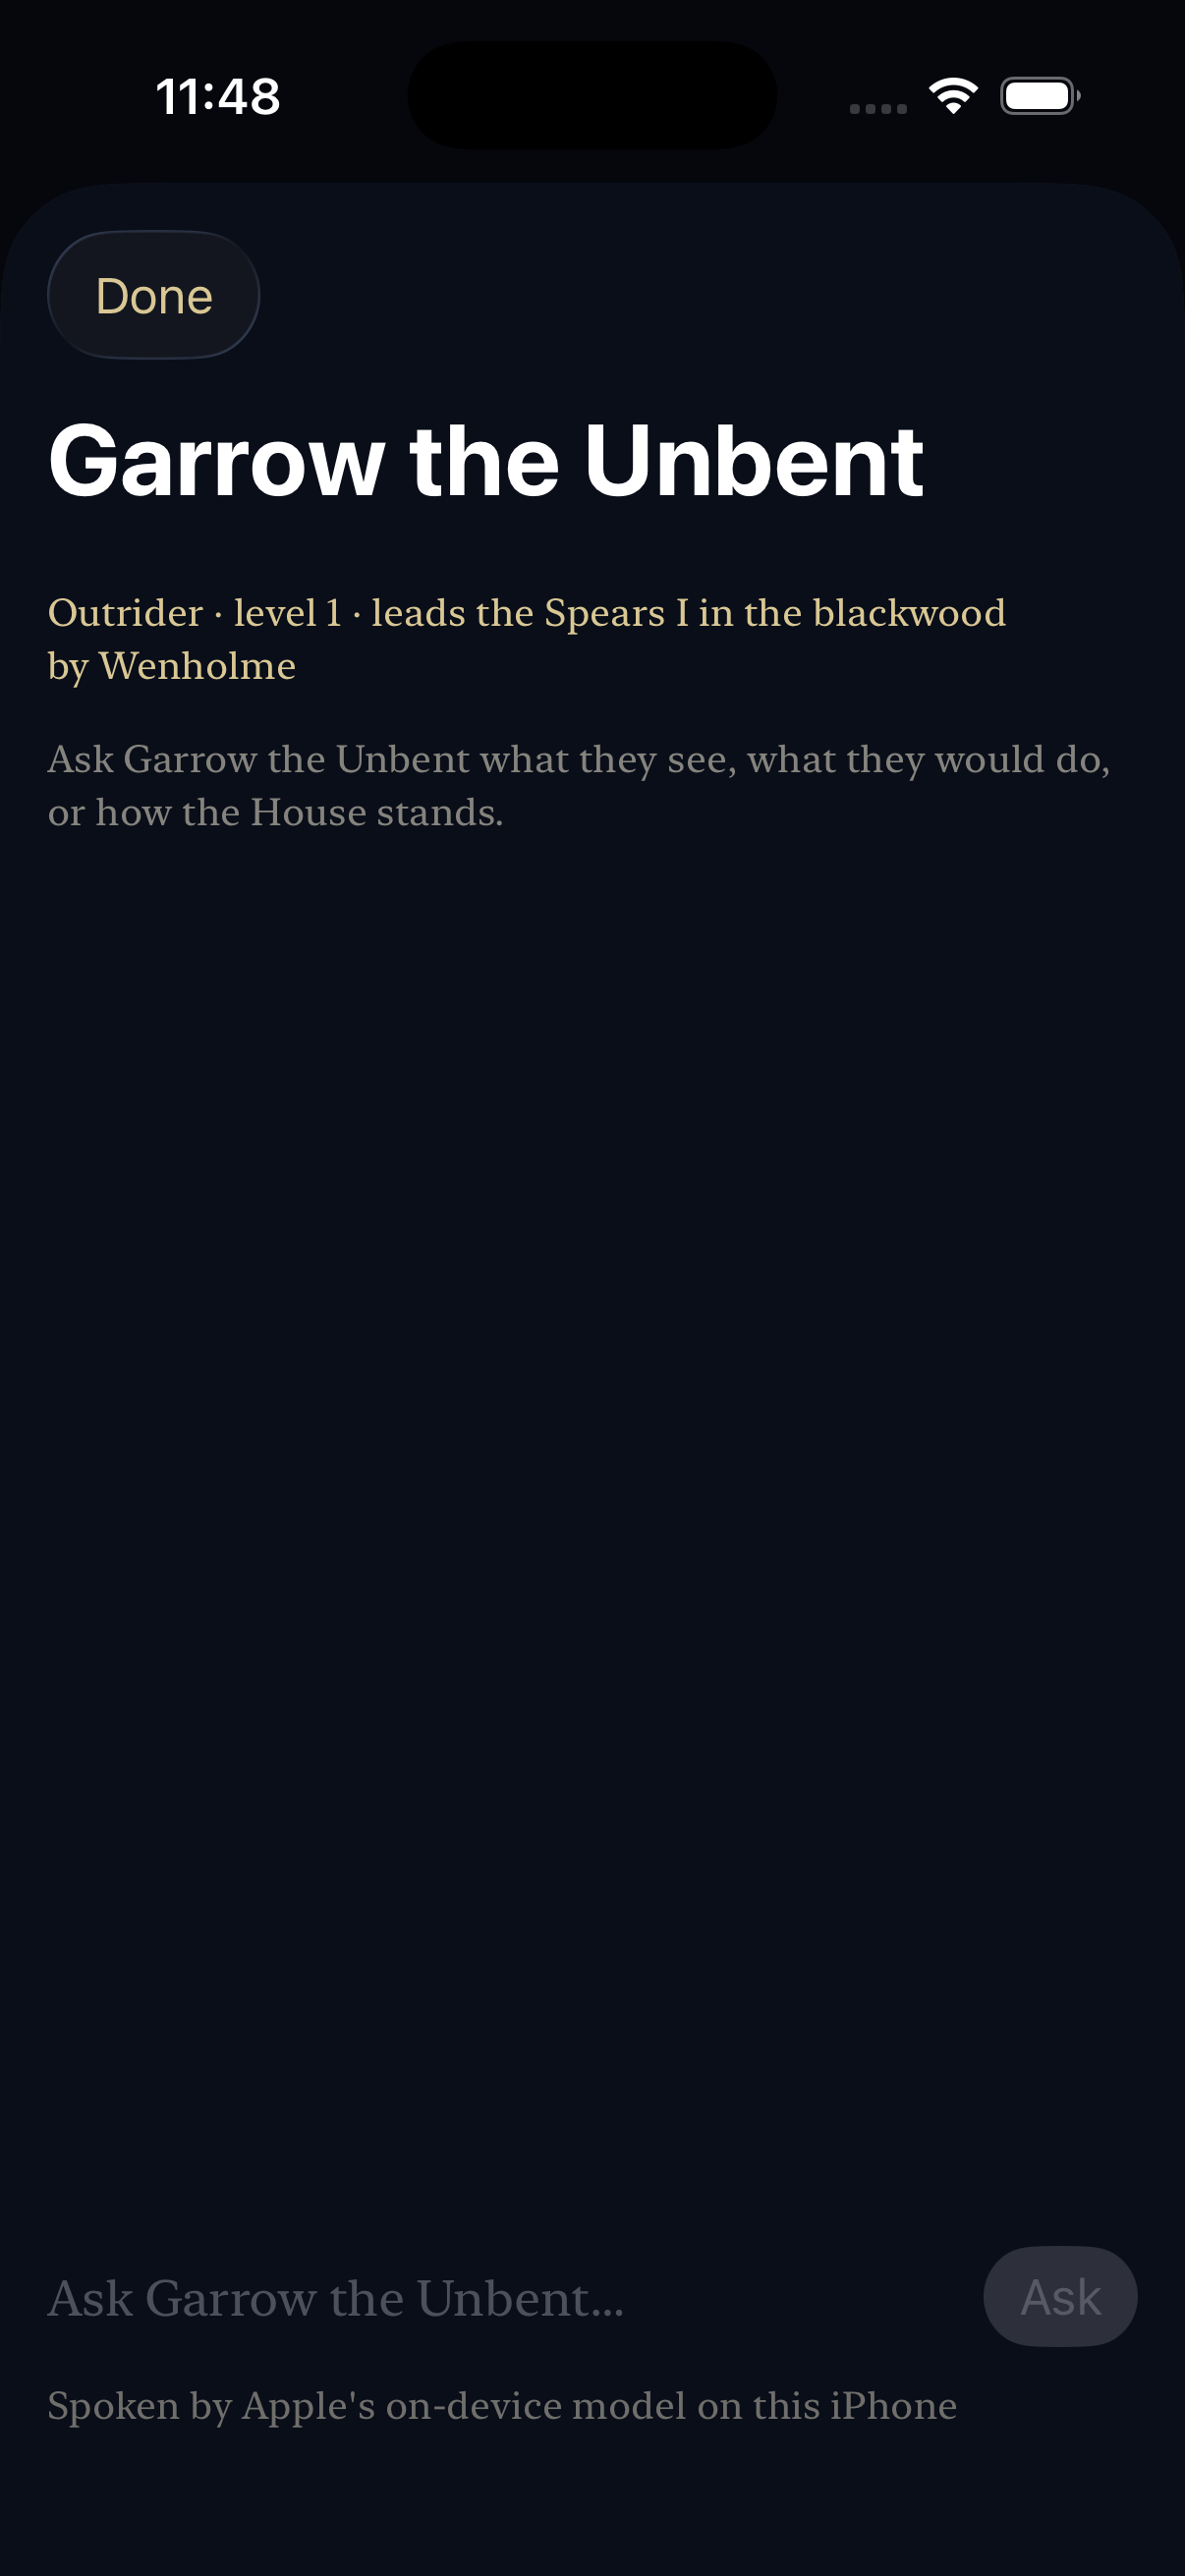 11:48
Done
Garrow the Unbent
Outrider · level 1 · leads the Spears I in the blackwood
by Wenholme
Ask Garrow the Unbent what they see, what they would do,
or how the House stands.
Ask Garrow the Unbent...
Ask
Spoken by Apple's on-device model on this iPhone